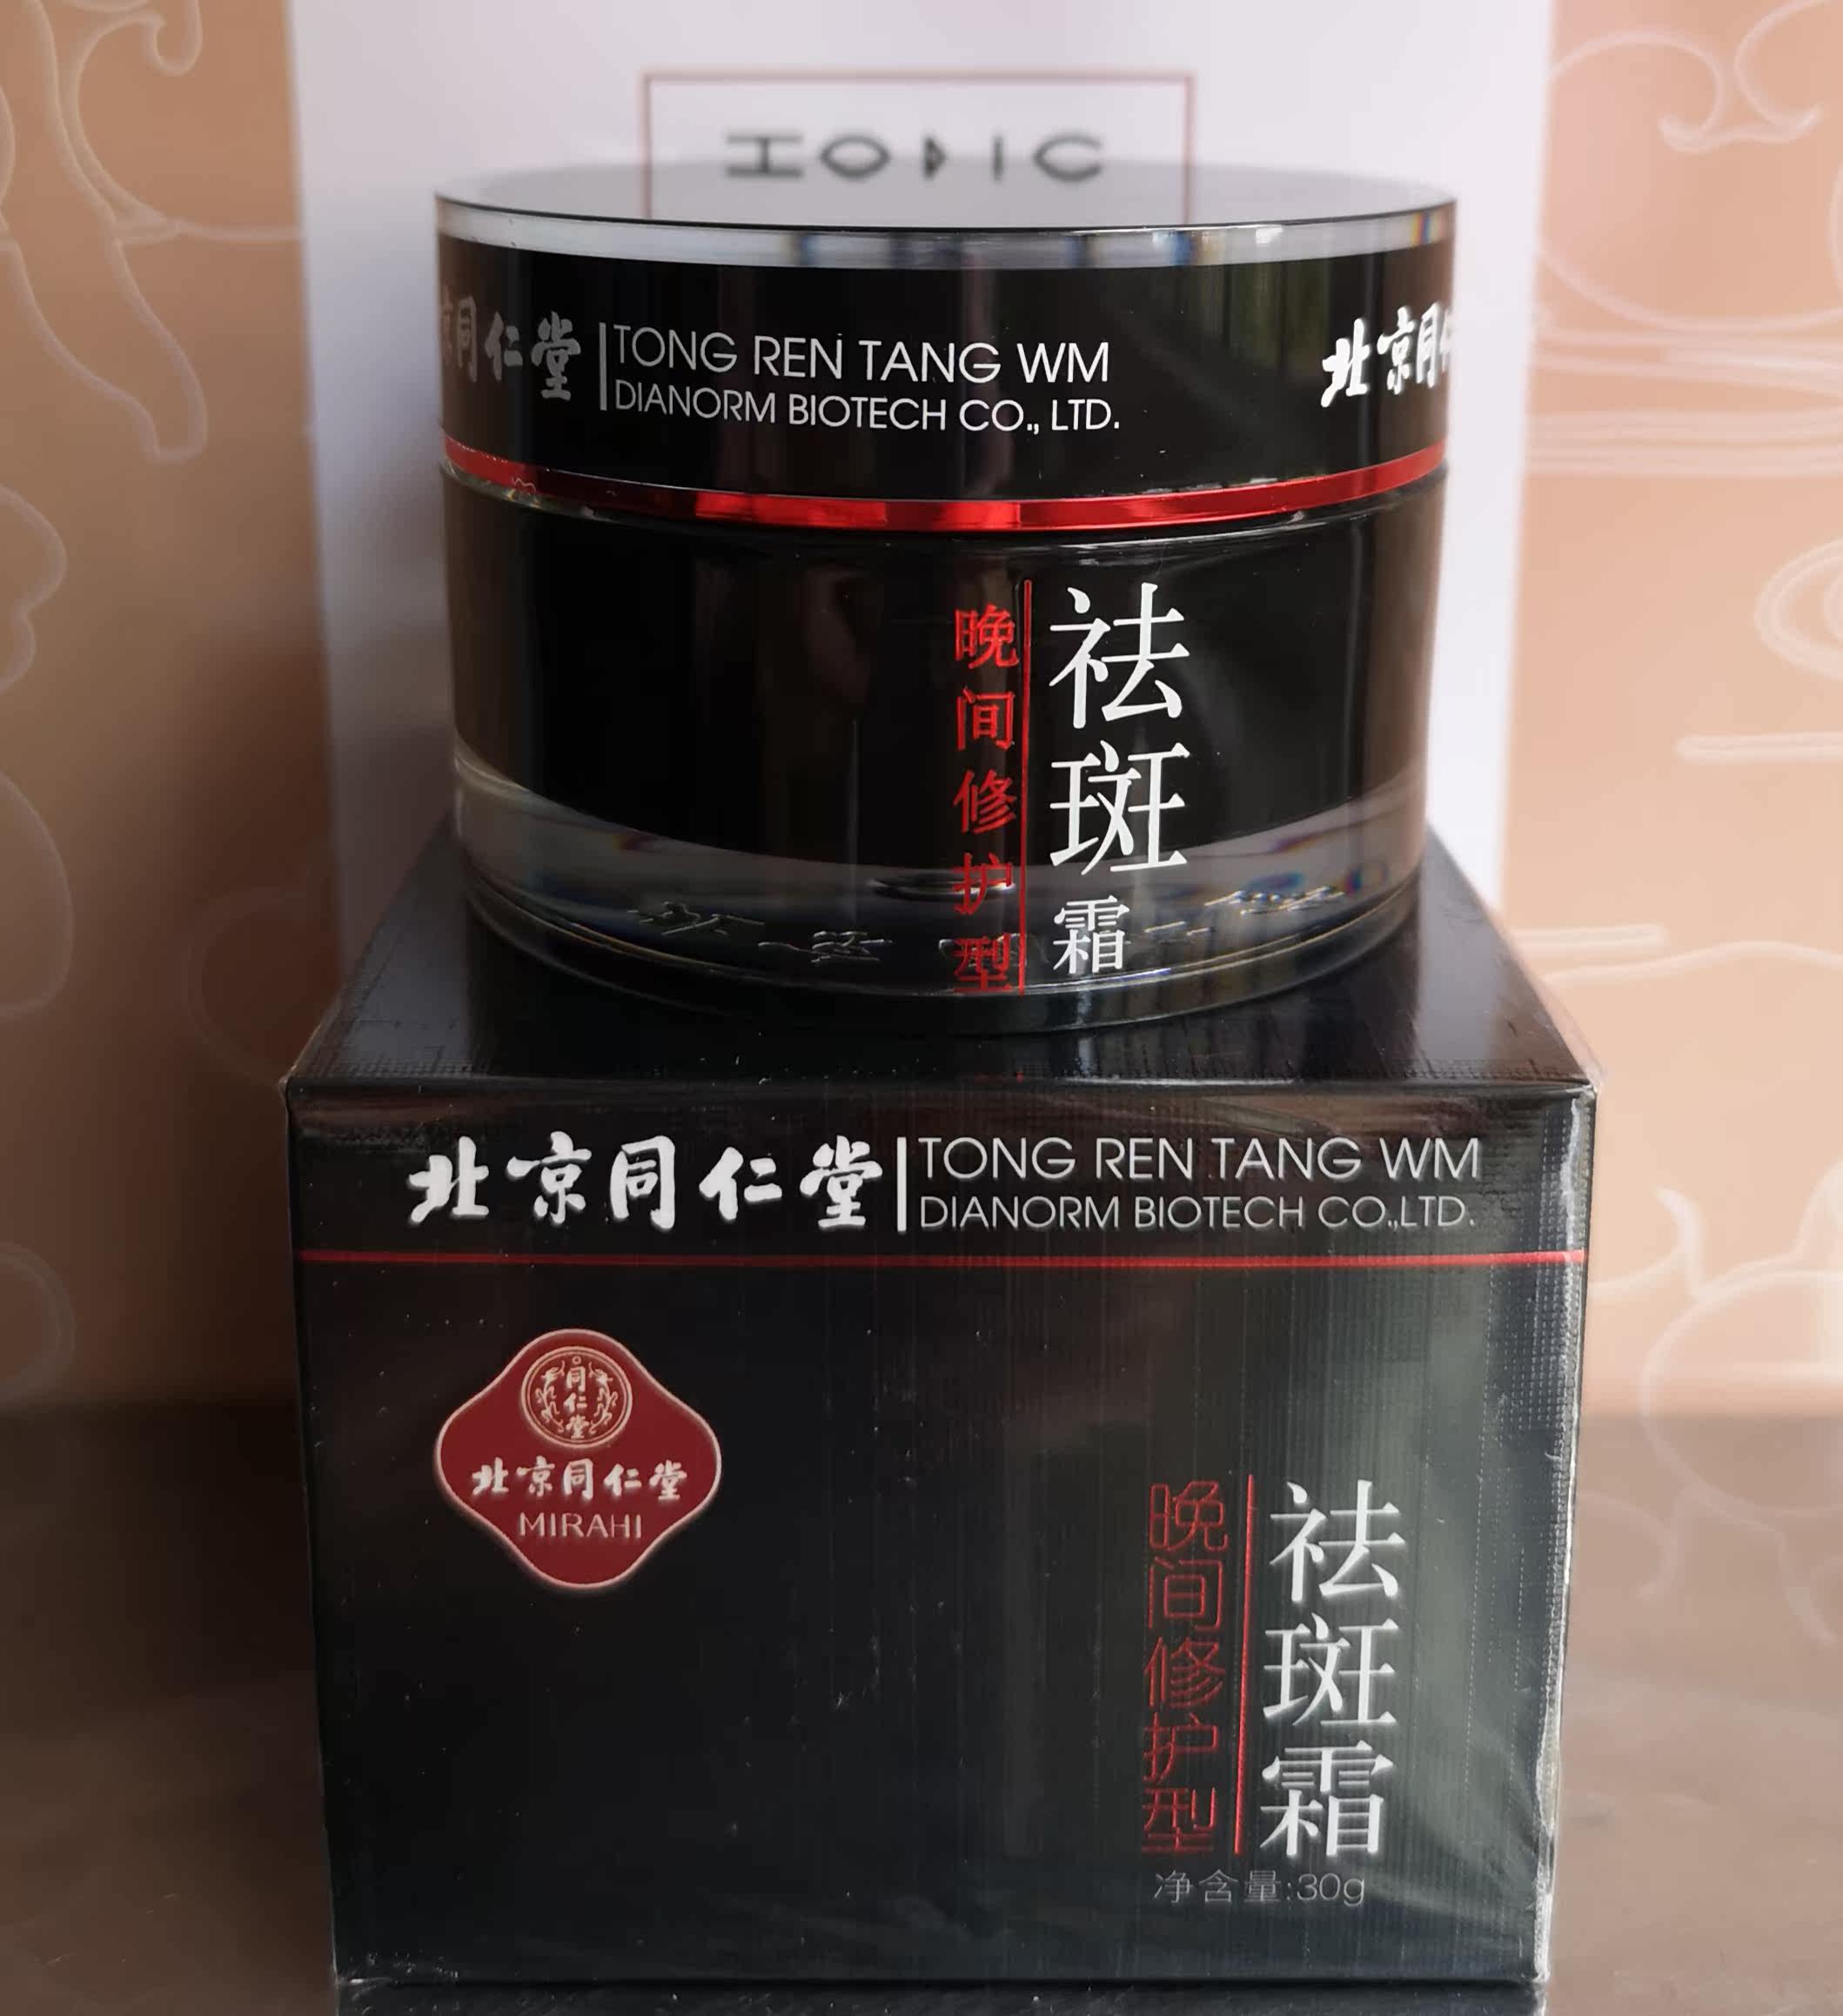 同仁堂
TONG REN TANG WM
DIANORM BIOTECH CO., LTD.
北京同
祛斑霜
晚间修护型
北京同仁堂
TONG REN TANG WM
DIANORM BIOTECH CO.,LTD.
同仁堂
北京同仁堂
MIRAHI
祛斑霜
晚间修护型
净含量:30g